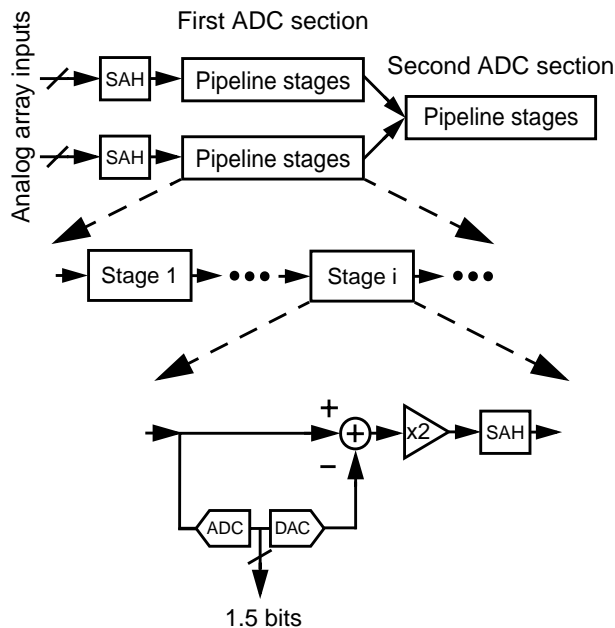 First ADC section
Second ADC section
Analog array inputs
SAH
Pipeline stages
Pipeline stages
SAH
Pipeline stages
Stage 1
Stage i
+
+
−
x2
SAH
ADC
DAC
1.5 bits